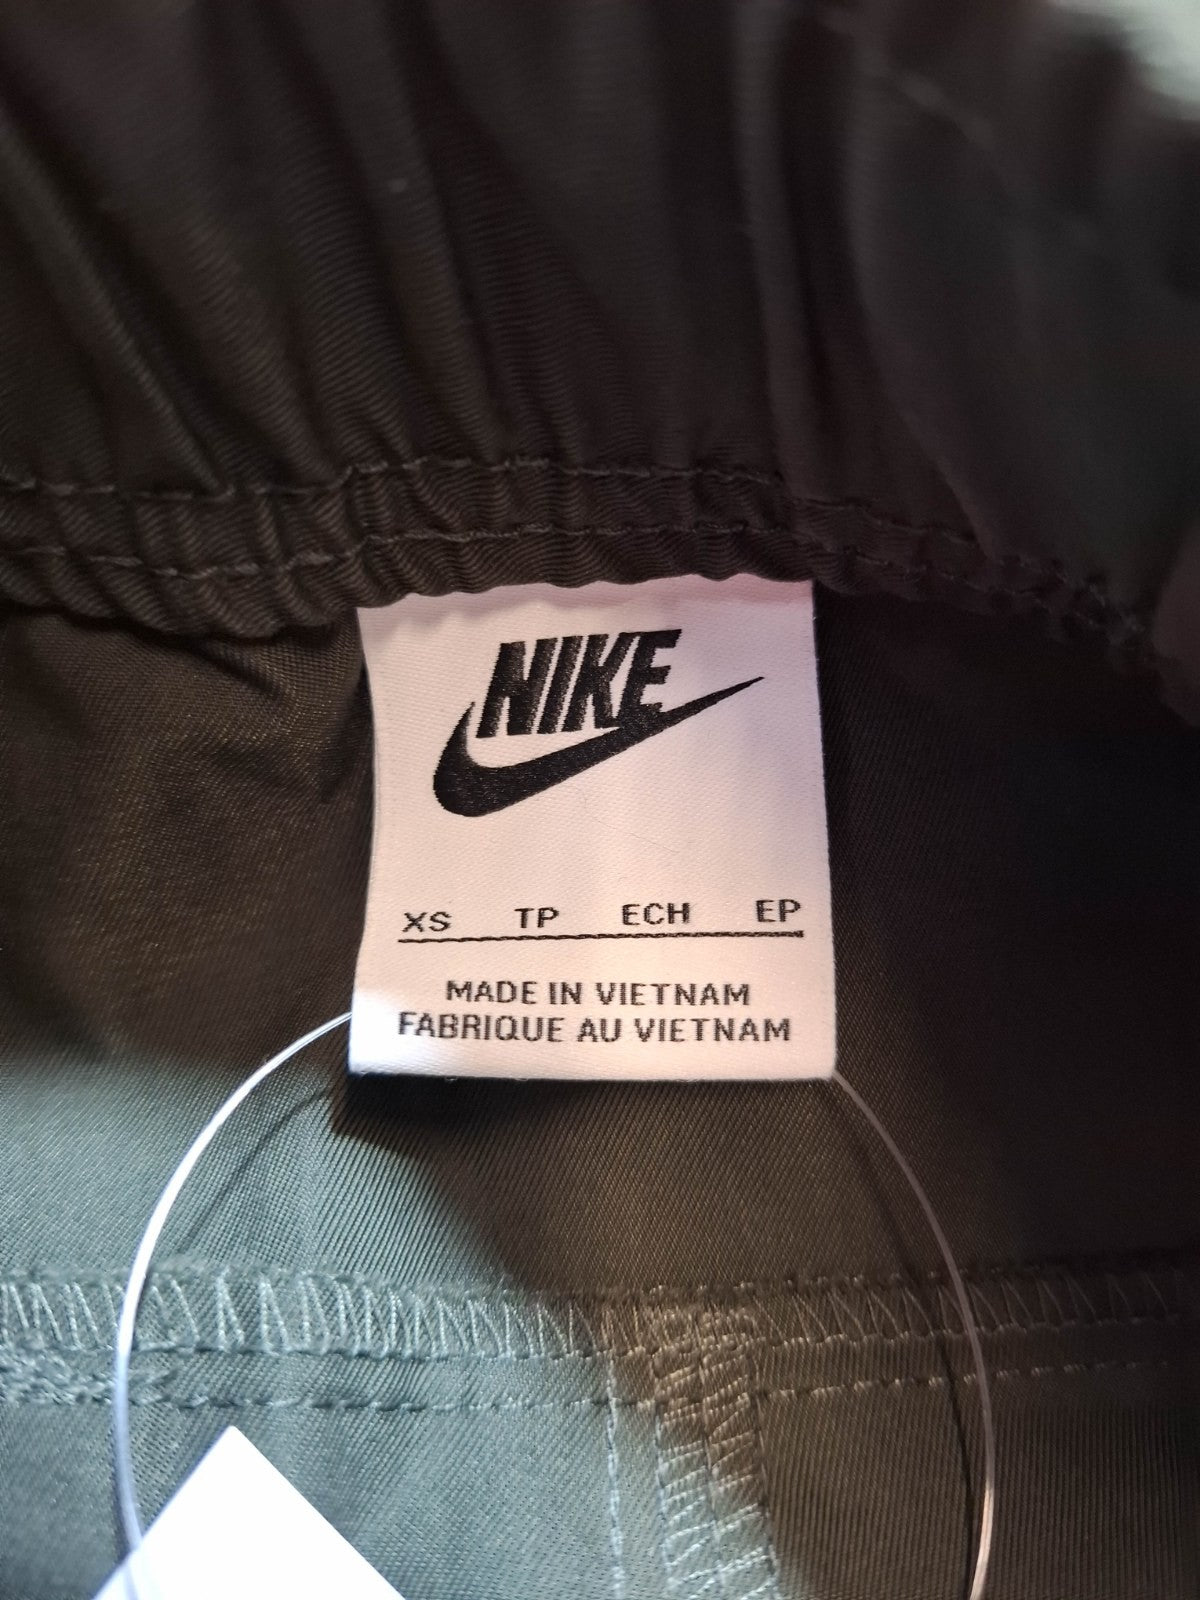 NIKE
XS TP ECH EP
MADE IN VIETNAM
FABRIQUE AU VIETNAM